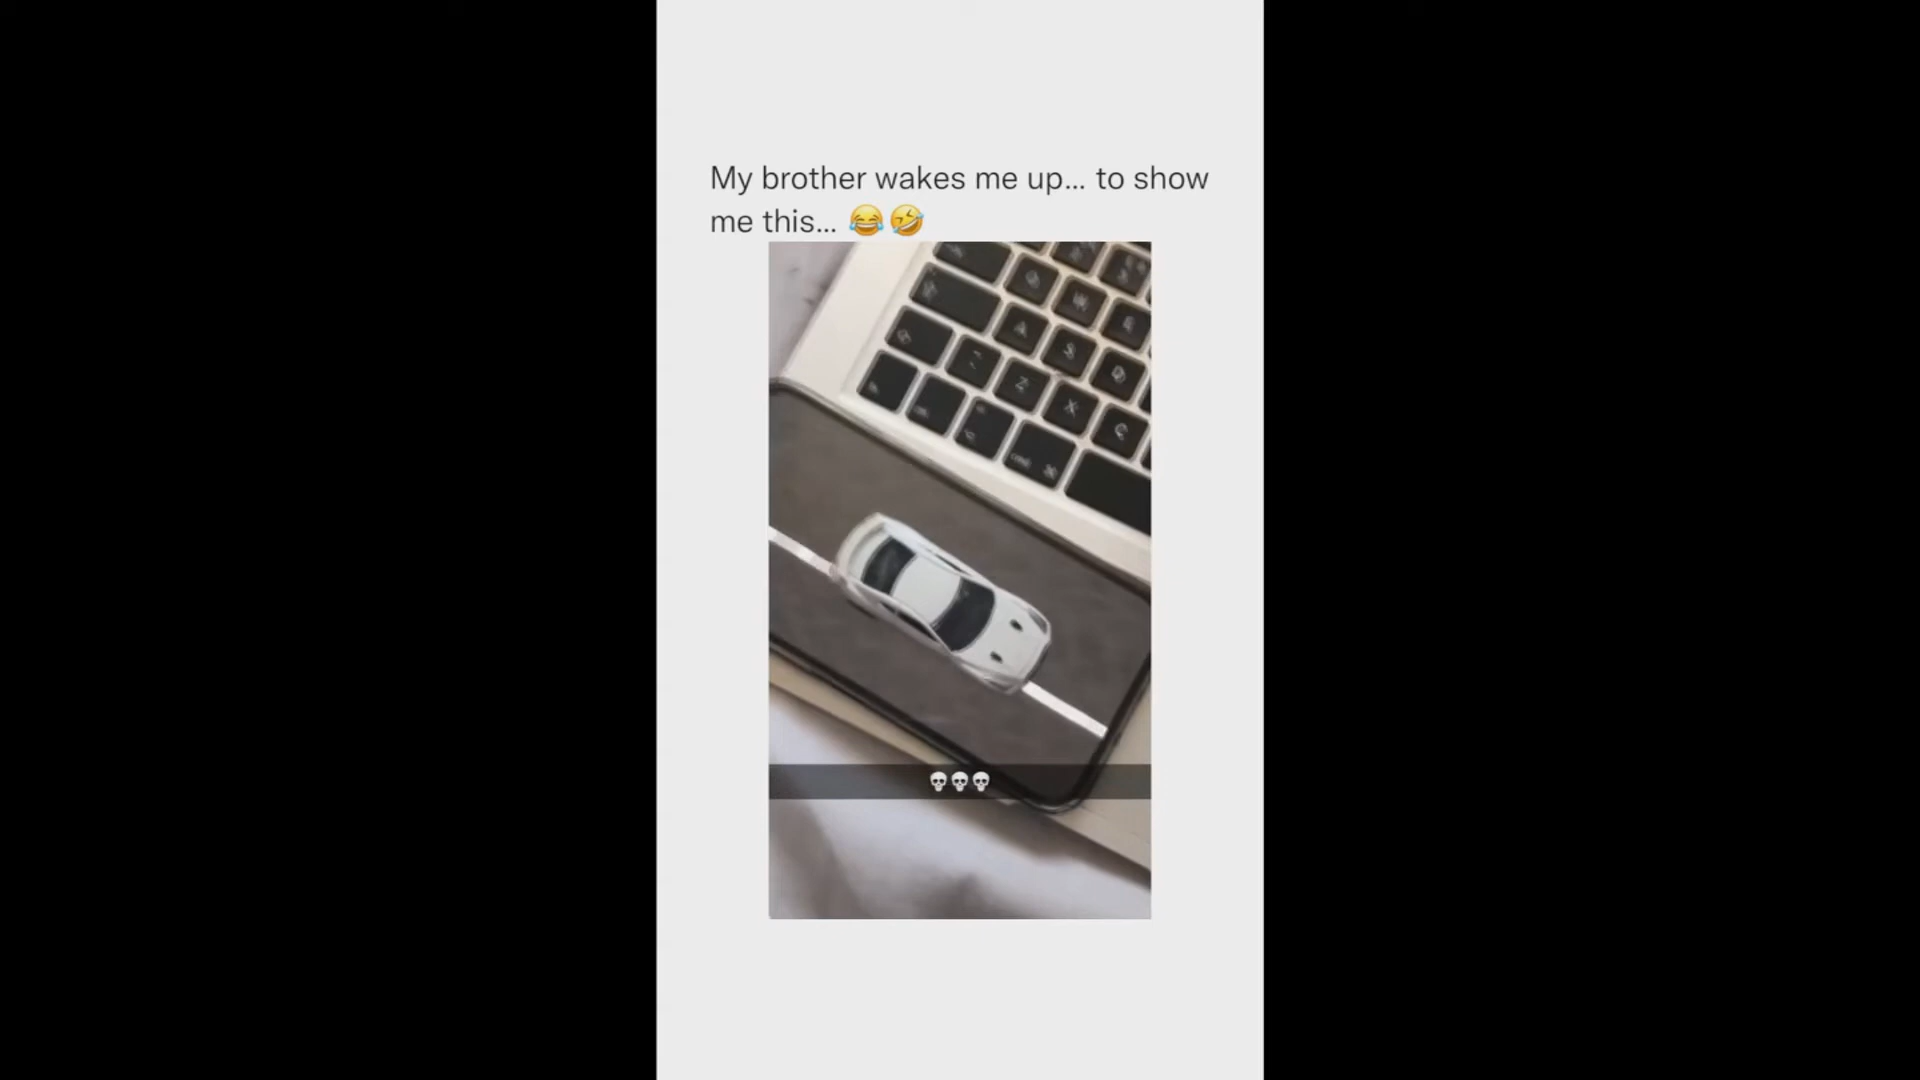 My brother wakes me up... to show
me this... 😂🤣
W
A
S
D
Z
X
C
💀💀💀